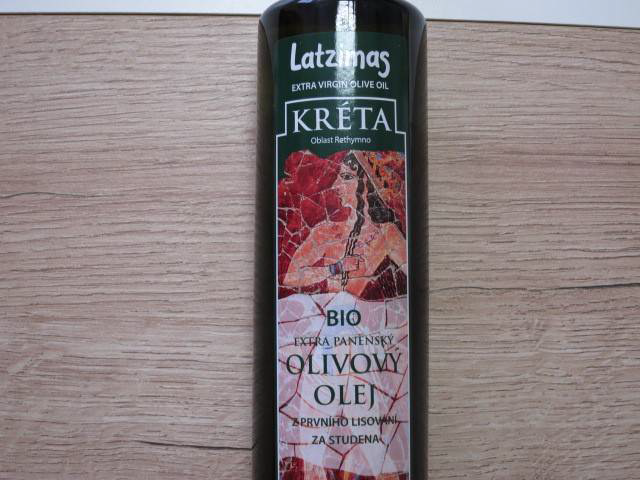 Latzimas
EXTRA VIRGIN OLIVE OIL
KRÉTA
Oblast Rethymno
BIO
EXTRA PANENSKÝ
OLIVOVÝ
OLEJ
Z PRVNÍHO LISOVÁNÍ
ZA STUDENA